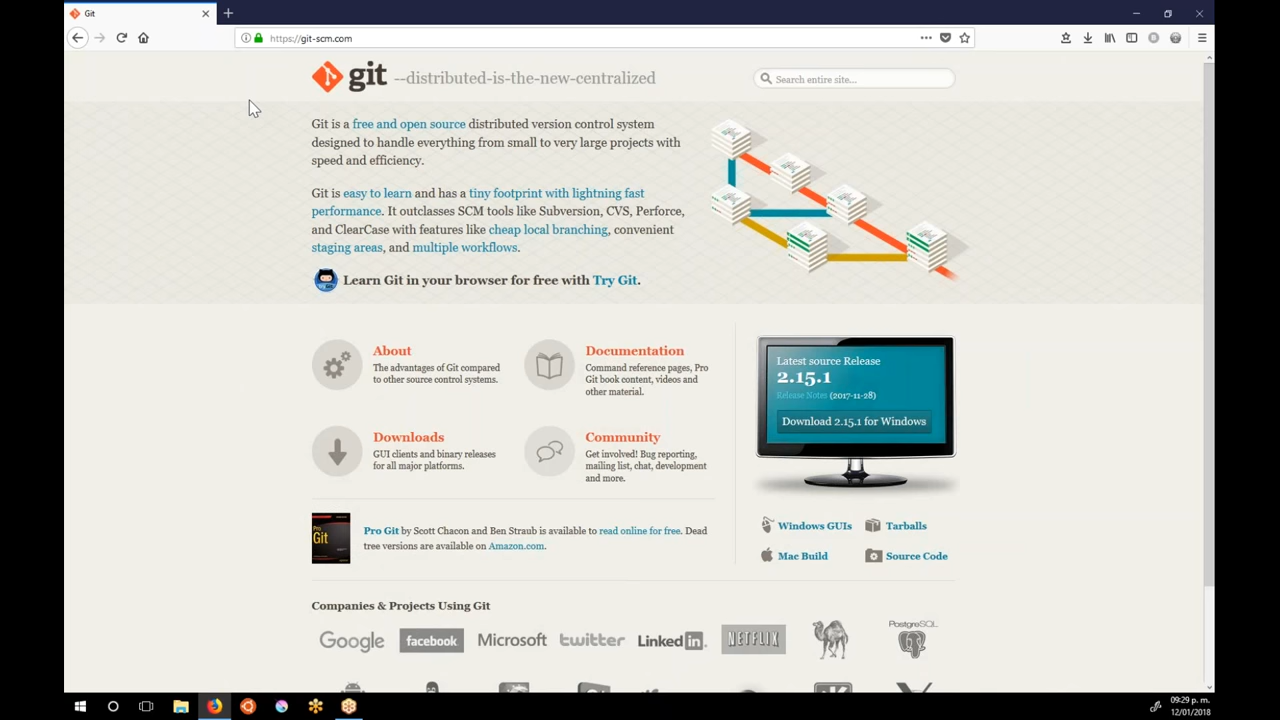 Git
https://git-scm.com
git --distributed-is-the-new-centralized
Search entire site...
Git is a free and open source distributed version control system
designed to handle everything from small to very large projects with
speed and efficiency.
Git is easy to learn and has a tiny footprint with lightning fast
performance. It outclasses SCM tools like Subversion, CVS, Perforce,
and ClearCase with features like cheap local branching, convenient
staging areas, and multiple workflows.
Learn Git in your browser for free with Try Git.
About
The advantages of Git compared
to other source control systems.
Documentation
Command reference pages, Pro
Git book content, videos and
other material.
Downloads
GUI clients and binary releases
for all major platforms.
Community
Get involved! Bug reporting,
mailing list, chat, development
and more.
Latest source Release
2.15.1
Release Notes (2017-11-28)
Download 2.15.1 for Windows
Windows GUIs
Tarballs
Mac Build
Source Code
Pro
Git
Pro Git by Scott Chacon and Ben Straub is available to read online for free. Dead
tree versions are available on Amazon.com.
Companies & Projects Using Git
Google facebook Microsoft twitter LinkedIn NETFLIX PostgreSQL
09:29 p. m.
12/01/2018